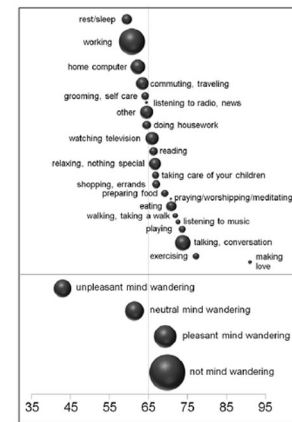 rest/sleep
working
home computer
commuting, traveling
grooming, self care
listening to radio, news
other
doing housework
watching television
reading
relaxing, nothing special
taking care of your children
shopping, errands
preparing food
praying/worshipping/meditating
eating
walking, taking a walk
listening to music
playing
talking, conversation
exercising
making
love
unpleasant mind wandering
neutral mind wandering
pleasant mind wandering
not mind wandering
35 45 55 65 75 85 95